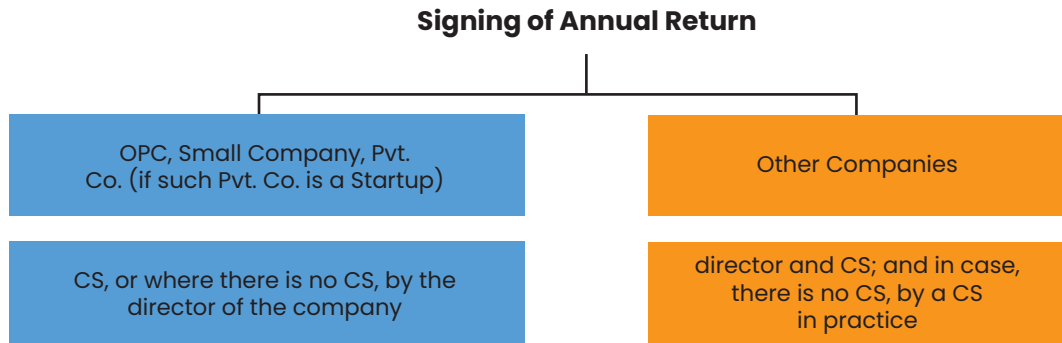 Signing of Annual Return
OPC, Small Company, Pvt.
Co. (if such Pvt. Co. is a Startup)
CS, or where there is no CS, by the
director of the company
Other Companies
director and CS; and in case,
there is no CS, by a CS
in practice